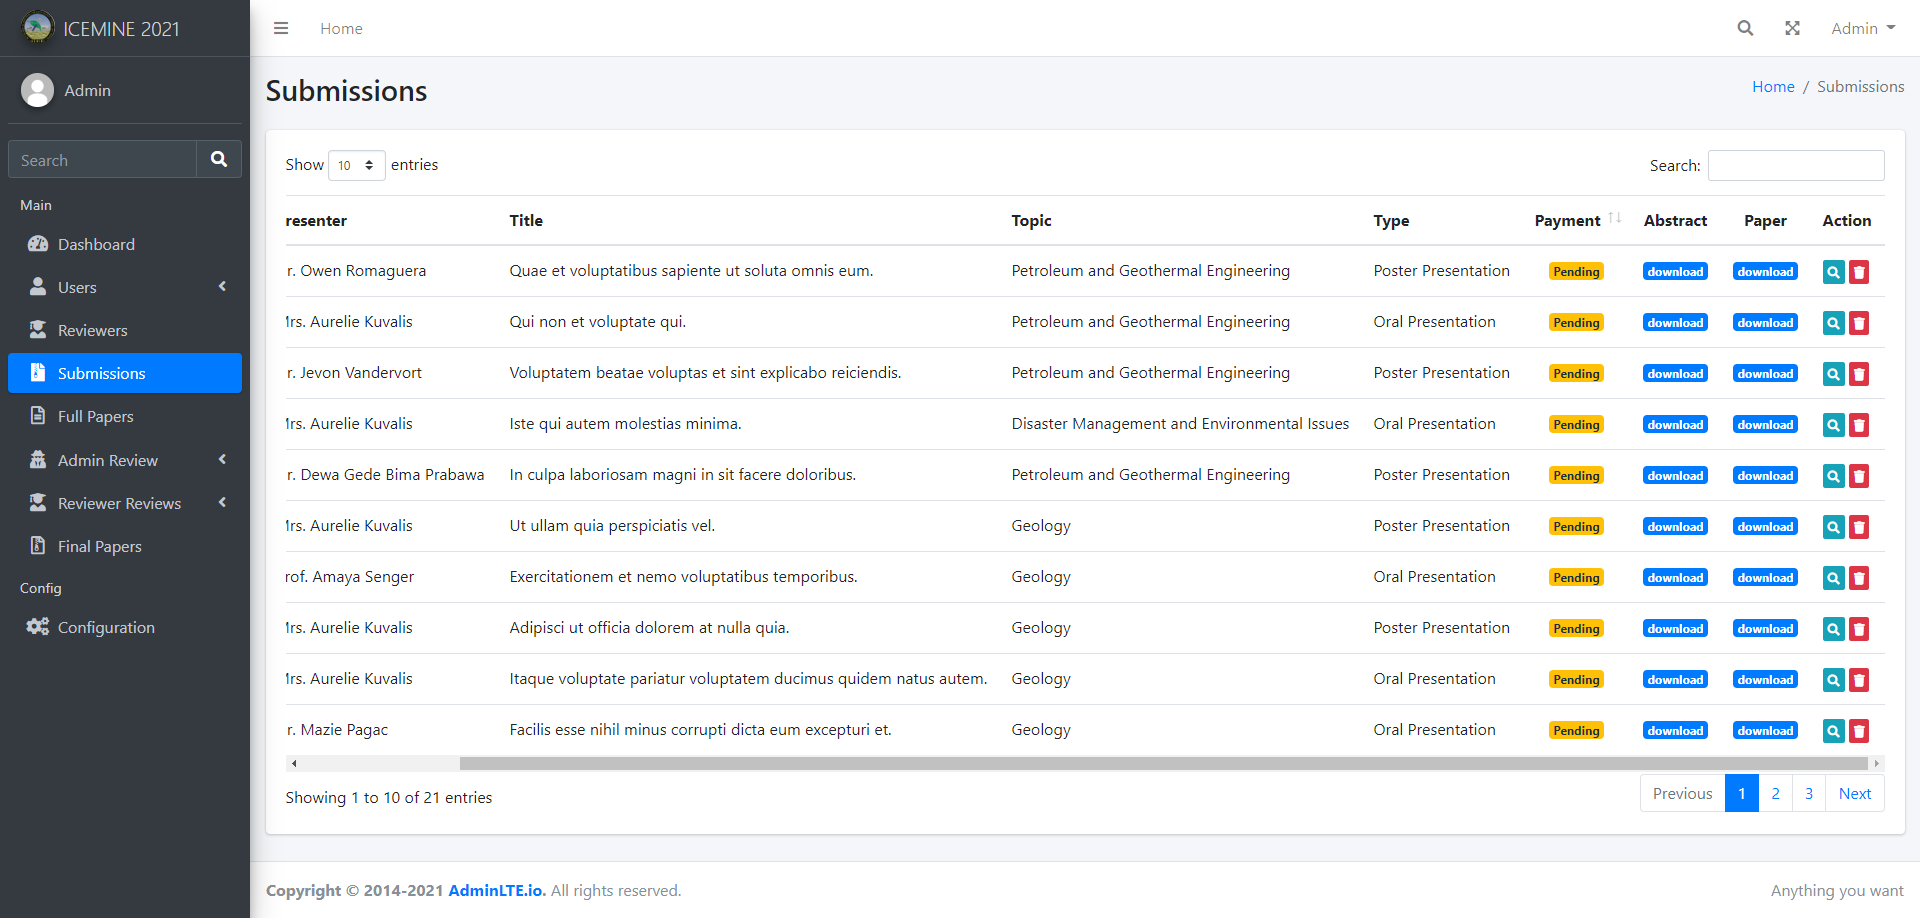 ICEMINE 2021
Home
Admin
Admin
Search
Main
Dashboard
Users
Reviewers
Submissions
Full Papers
Admin Review
Reviewer Reviews
Final Papers
Config
Configuration
Submissions
Home / Submissions
Show 10 entries
Search:
resenter Title Topic Type Payment Abstract Paper Action
r. Owen Romaguera Quae et voluptatibus sapiente ut soluta omnis eum. Petroleum and Geothermal Engineering Poster Presentation Pending download download
Mrs. Aurelie Kuvalis Qui non et voluptate qui. Petroleum and Geothermal Engineering Oral Presentation Pending download download
r. Jevon Vandervort Voluptatem beatae voluptas et sint explicabo reiciendis. Petroleum and Geothermal Engineering Poster Presentation Pending download download
Mrs. Aurelie Kuvalis Iste qui autem molestias minima. Disaster Management and Environmental Issues Oral Presentation Pending download download
r. Dewa Gede Bima Prabawa In culpa laboriosam magni in sit facere doloribus. Petroleum and Geothermal Engineering Poster Presentation Pending download download
Mrs. Aurelie Kuvalis Ut ullam quia perspiciatis vel. Geology Poster Presentation Pending download download
rof. Amaya Senger Exercitationem et nemo voluptatibus temporibus. Geology Oral Presentation Pending download download
Mrs. Aurelie Kuvalis Adipisci ut officia dolorem at nulla quia. Geology Poster Presentation Pending download download
Mrs. Aurelie Kuvalis Itaque voluptate pariatur voluptatem ducimus quidem natus autem. Geology Oral Presentation Pending download download
r. Mazie Pagac Facilis esse nihil minus corrupti dicta eum excepturi et. Geology Oral Presentation Pending download download
Showing 1 to 10 of 21 entries
Previous 1 2 3 Next
Copyright © 2014-2021 AdminLTE.io. All rights reserved.
Anything you want